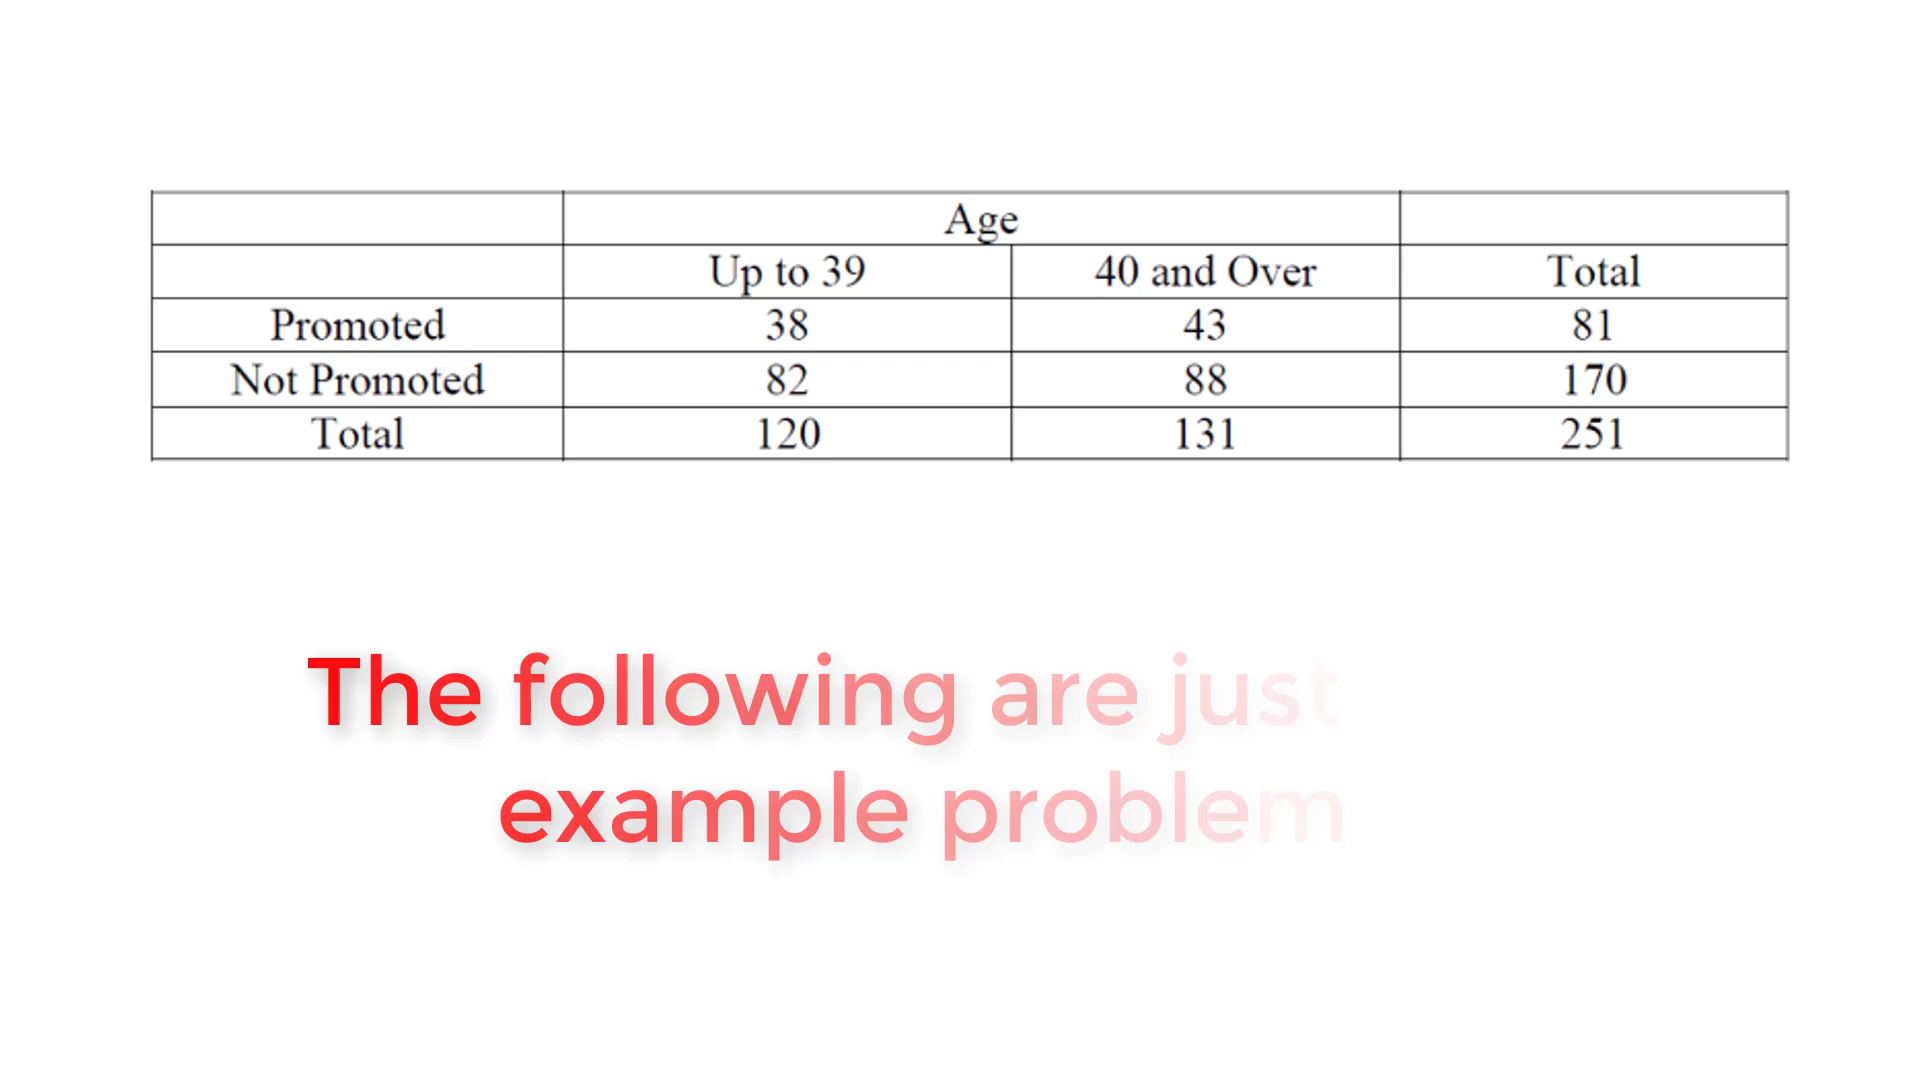 Age
Up to 39 40 and Over Total
Promoted 38 43 81
Not Promoted 82 88 170
Total 120 131 251
The following are just
example problem